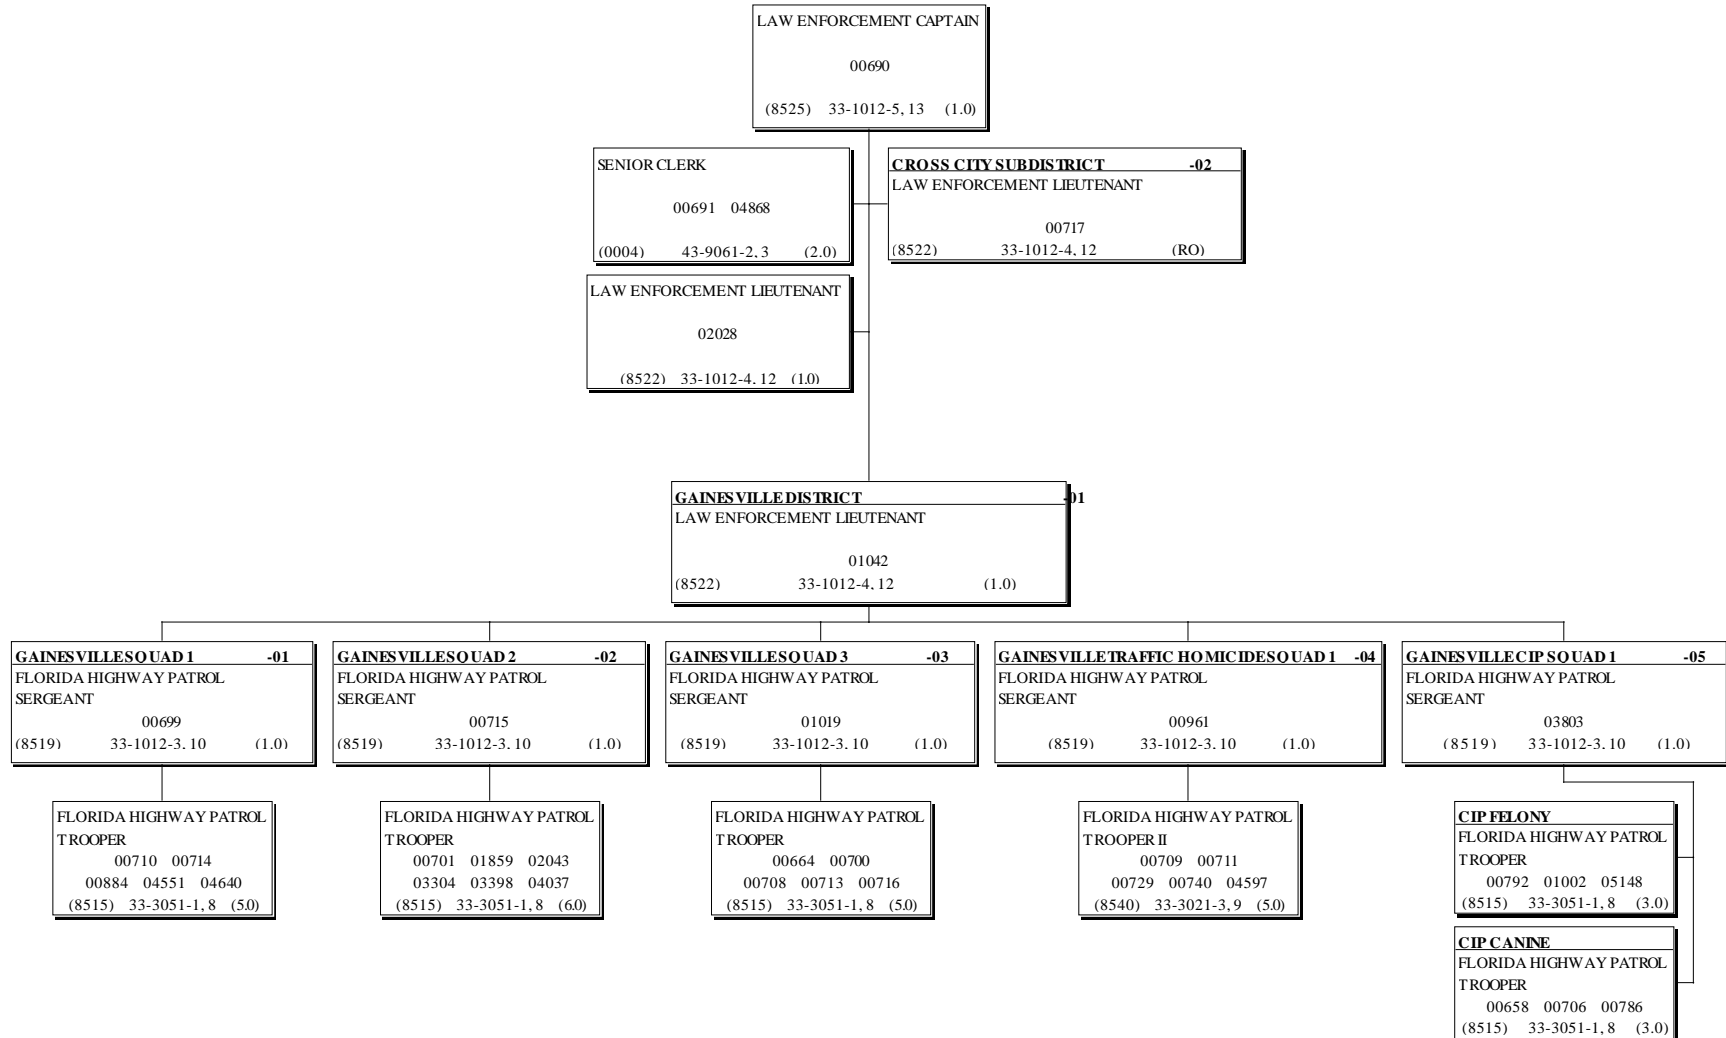 LAW ENFORCEMENT CAPTAIN
00690
(8525) 33-1012-5, 13 (1.0)
SENIOR CLERK
00691 04868
(0004) 43-9061-2, 3 (2.0)
CROSS CITY SUBDISTRICT -02
LAW ENFORCEMENT LIEUTENANT
00717
(8522) 33-1012-4, 12 (RO)
LAW ENFORCEMENT LIEUTENANT
02028
(8522) 33-1012-4, 12 (1.0)
GAINESVILLE DISTRICT -01
LAW ENFORCEMENT LIEUTENANT
01042
(8522) 33-1012-4, 12 (1.0)
GAINESVILLE SQUAD 1 -01
FLORIDA HIGHWAY PATROL
SERGEANT
00699
(8519) 33-1012-3, 10 (1.0)
GAINESVILLE SQUAD 2 -02
FLORIDA HIGHWAY PATROL
SERGEANT
00715
(8519) 33-1012-3, 10 (1.0)
GAINESVILLE SQUAD 3 -03
FLORIDA HIGHWAY PATROL
SERGEANT
01019
(8519) 33-1012-3, 10 (1.0)
GAINESVILLE TRAFFIC HOMICIDE SQUAD 1 -04
FLORIDA HIGHWAY PATROL
SERGEANT
00961
(8519) 33-1012-3, 10 (1.0)
GAINESVILLE CIP SQUAD 1 -05
FLORIDA HIGHWAY PATROL
SERGEANT
03803
(8519) 33-1012-3, 10 (1.0)
FLORIDA HIGHWAY PATROL
TROOPER
00710 00714
00884 04551 04640
(8515) 33-3051-1, 8 (5.0)
FLORIDA HIGHWAY PATROL
TROOPER
00701 01859 02043
03304 03398 04037
(8515) 33-3051-1, 8 (6.0)
FLORIDA HIGHWAY PATROL
TROOPER
00664 00700
00708 00713 00716
(8515) 33-3051-1, 8 (5.0)
FLORIDA HIGHWAY PATROL
TROOPER II
00709 00711
00729 00740 04597
(8540) 33-3021-3, 9 (5.0)
CIP FELONY
FLORIDA HIGHWAY PATROL
TROOPER
00792 01002 05148
(8515) 33-3051-1, 8 (3.0)
CIP CANINE
FLORIDA HIGHWAY PATROL
TROOPER
00658 00706 00786
(8515) 33-3051-1, 8 (3.0)